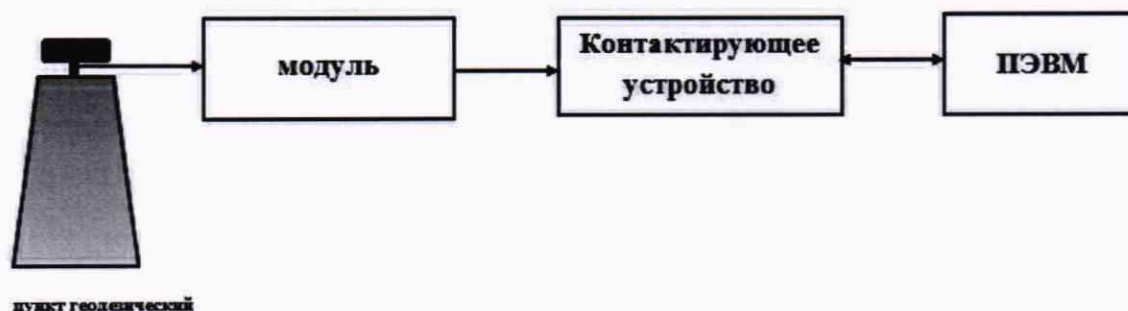 модуль
Контактирующее
устройство
ПЭВМ
пункт геодезический